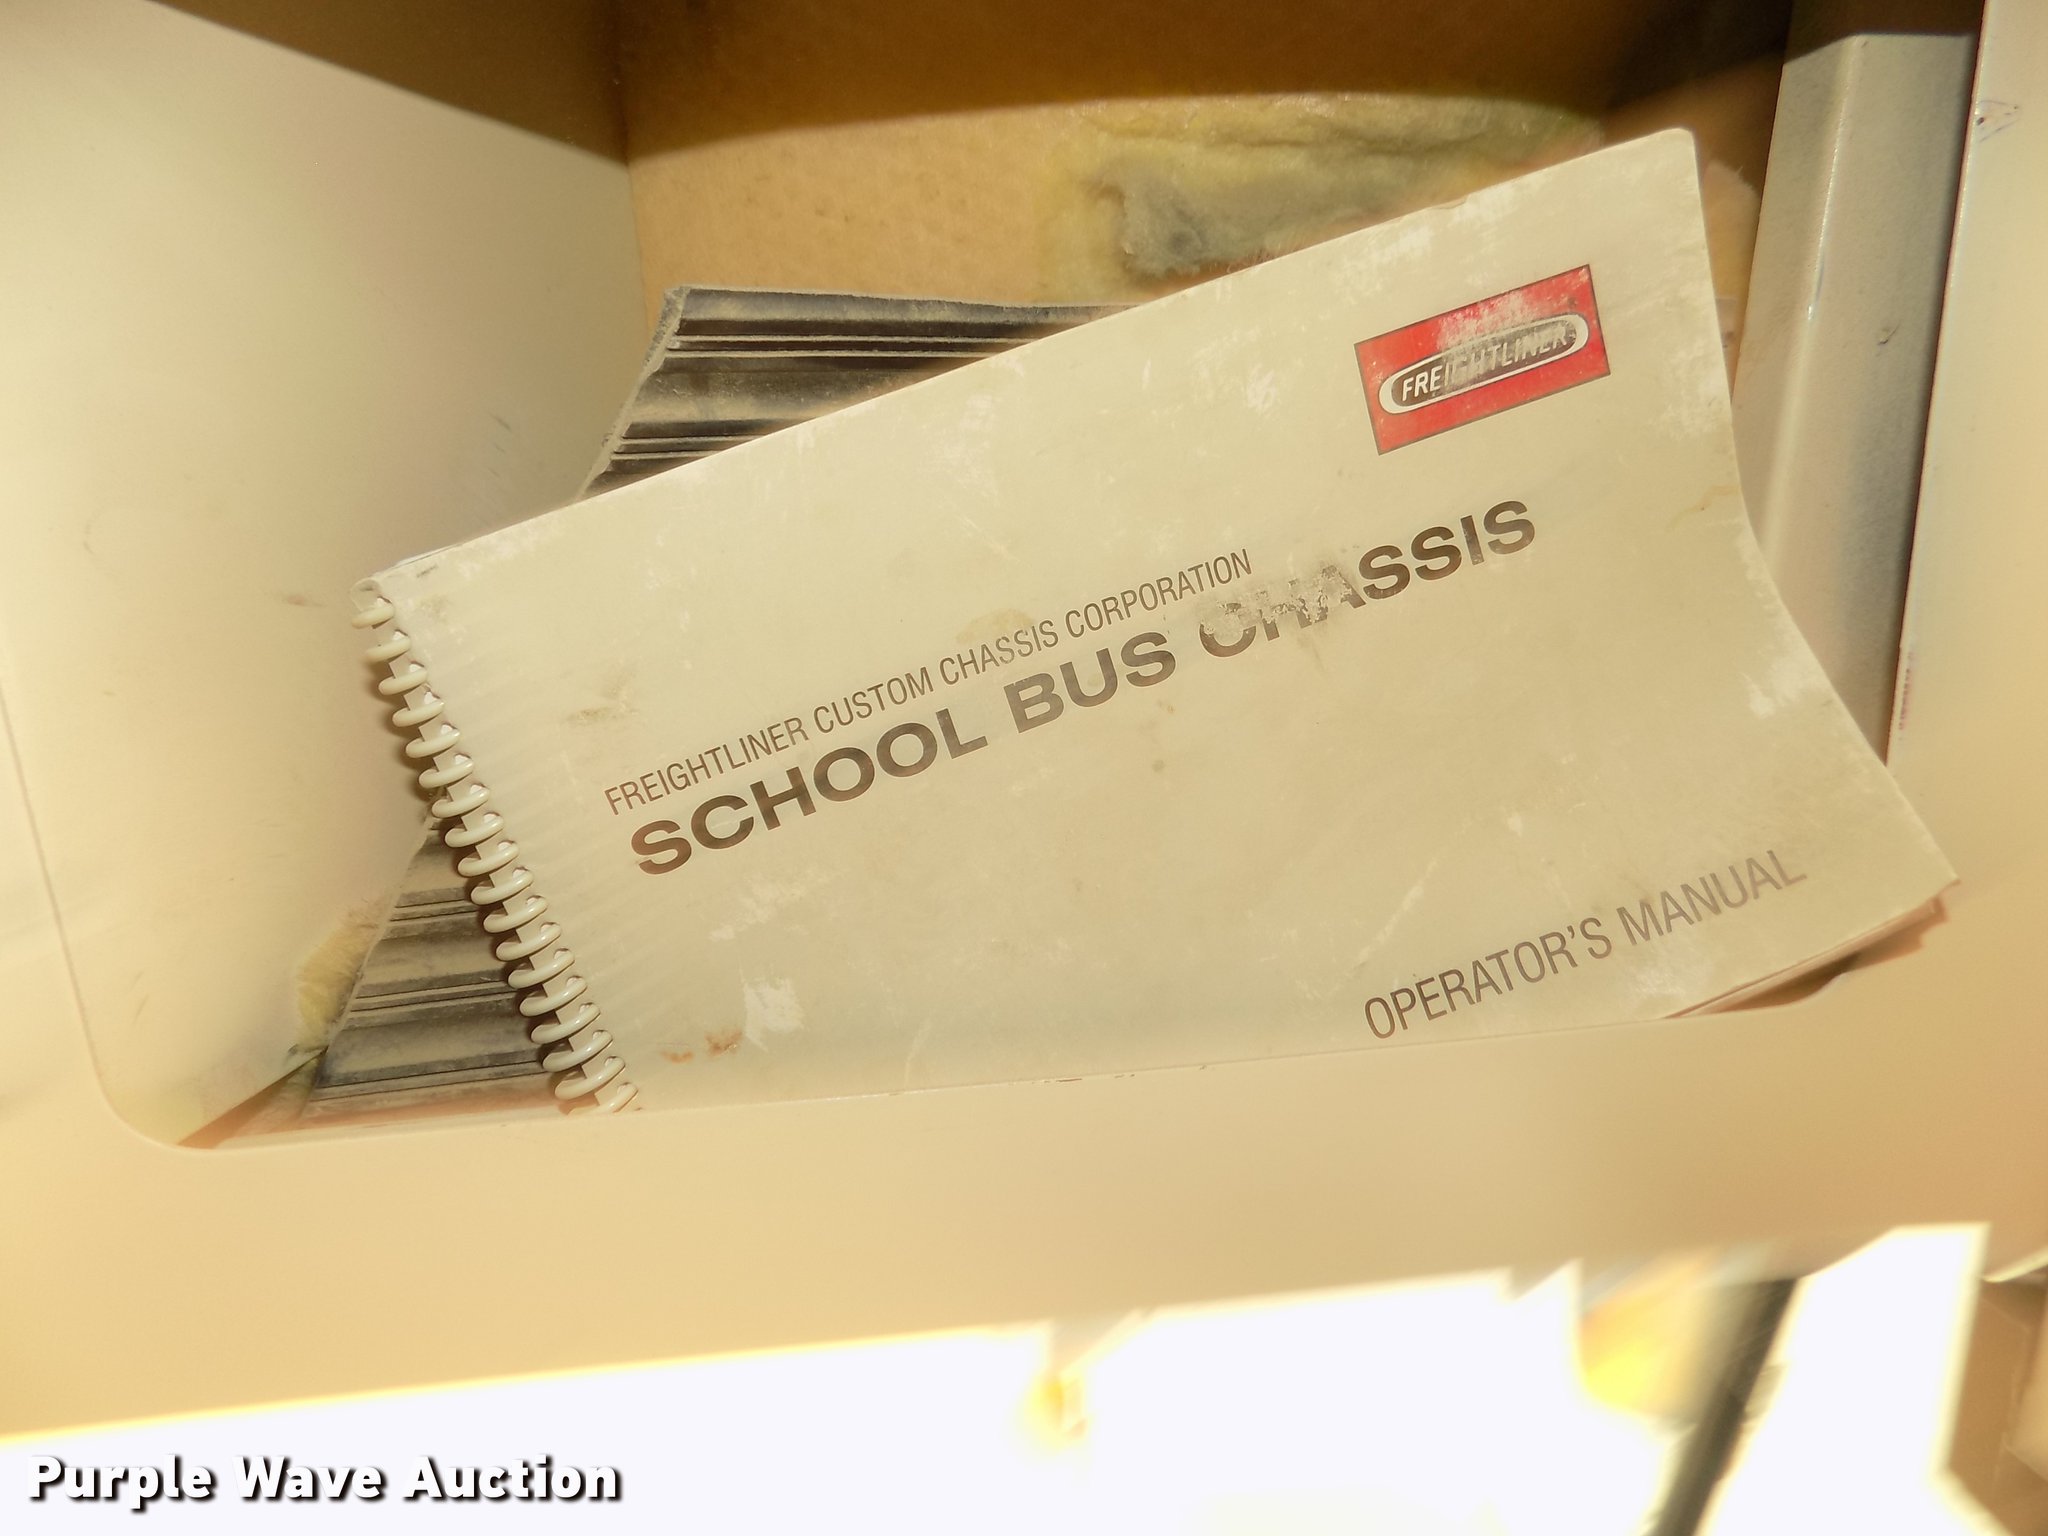 FREIGHTLINER
FREIGHTLINER CUSTOM CHASSIS CORPORATION
SCHOOL BUS CHASSIS
OPERATOR'S MANUAL
Purple Wave Auction